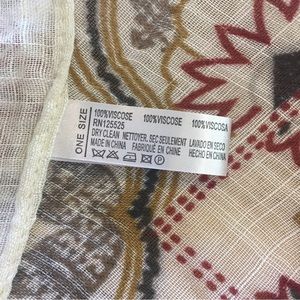 ONE SIZE
100%VISCOSE 100%VISCOSE 100%VISCOSA
RN125525
DRY CLEAN NETTOYER, SEC SEULEMENT LAVADO EN SECO
MADE IN CHINA FABRIQUE EN CHINE HECHO EN CHINA